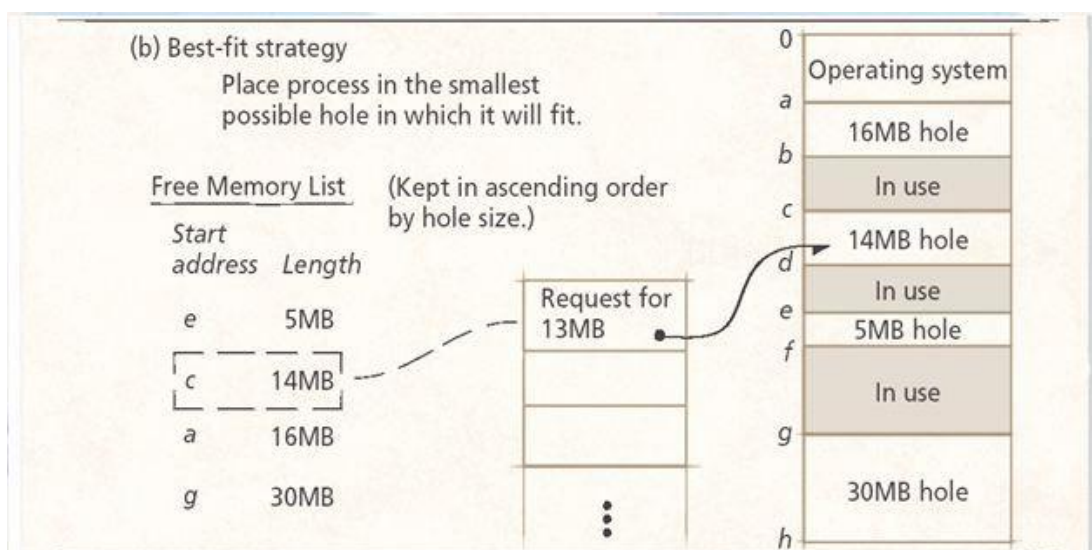 (b) Best-fit strategy
Place process in the smallest
possible hole in which it will fit.
Free Memory List
(Kept in ascending order
by hole size.)
Start
address Length
e 5MB
c 14MB
a 16MB
g 30MB
Request for
13MB
0
Operating system
a
16MB hole
b
In use
c
14MB hole
d
In use
e
5MB hole
f
In use
g
30MB hole
h